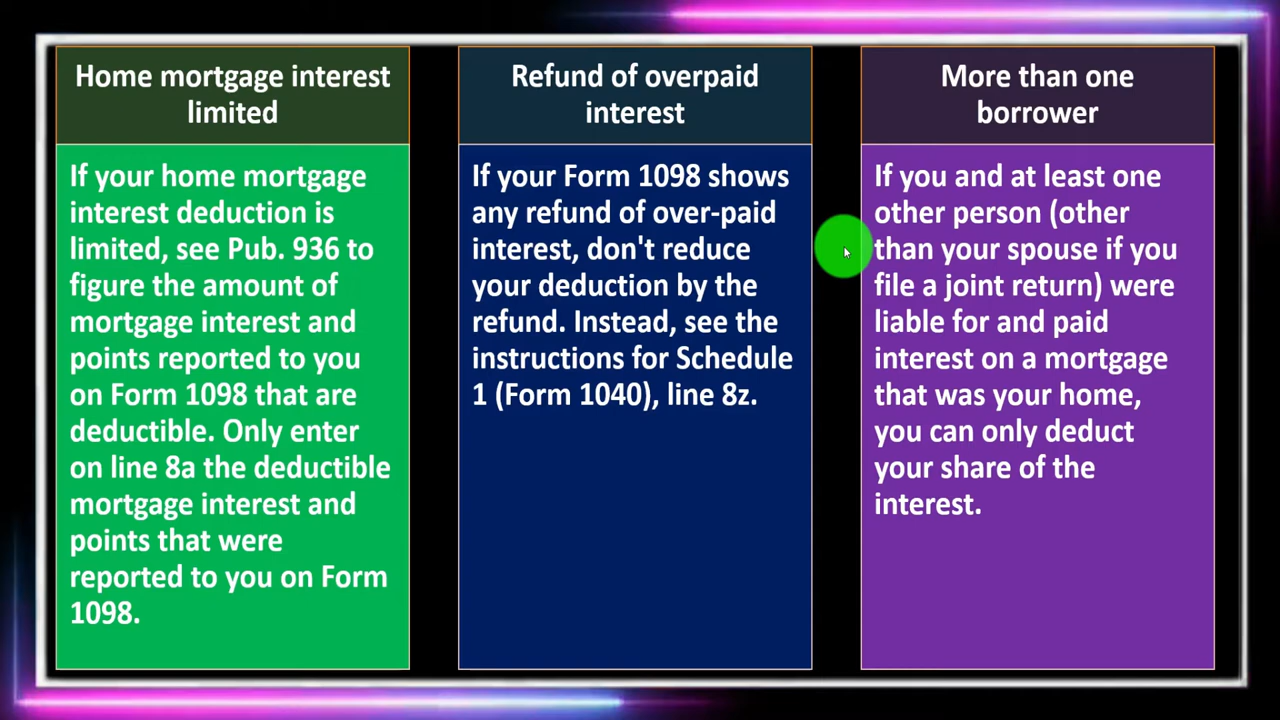 Home mortgage interest
limited
If your home mortgage
interest deduction is
limited, see Pub. 936 to
figure the amount of
mortgage interest and
points reported to you
on Form 1098 that are
deductible. Only enter
on line 8a the deductible
mortgage interest and
points that were
reported to you on Form
1098.
Refund of overpaid
interest
If your Form 1098 shows
any refund of over-paid
interest, don't reduce
your deduction by the
refund. Instead, see the
instructions for Schedule
1 (Form 1040), line 8z.
More than one
borrower
If you and at least one
other person (other
than your spouse if you
file a joint return) were
liable for and paid
interest on a mortgage
that was your home,
you can only deduct
your share of the
interest.